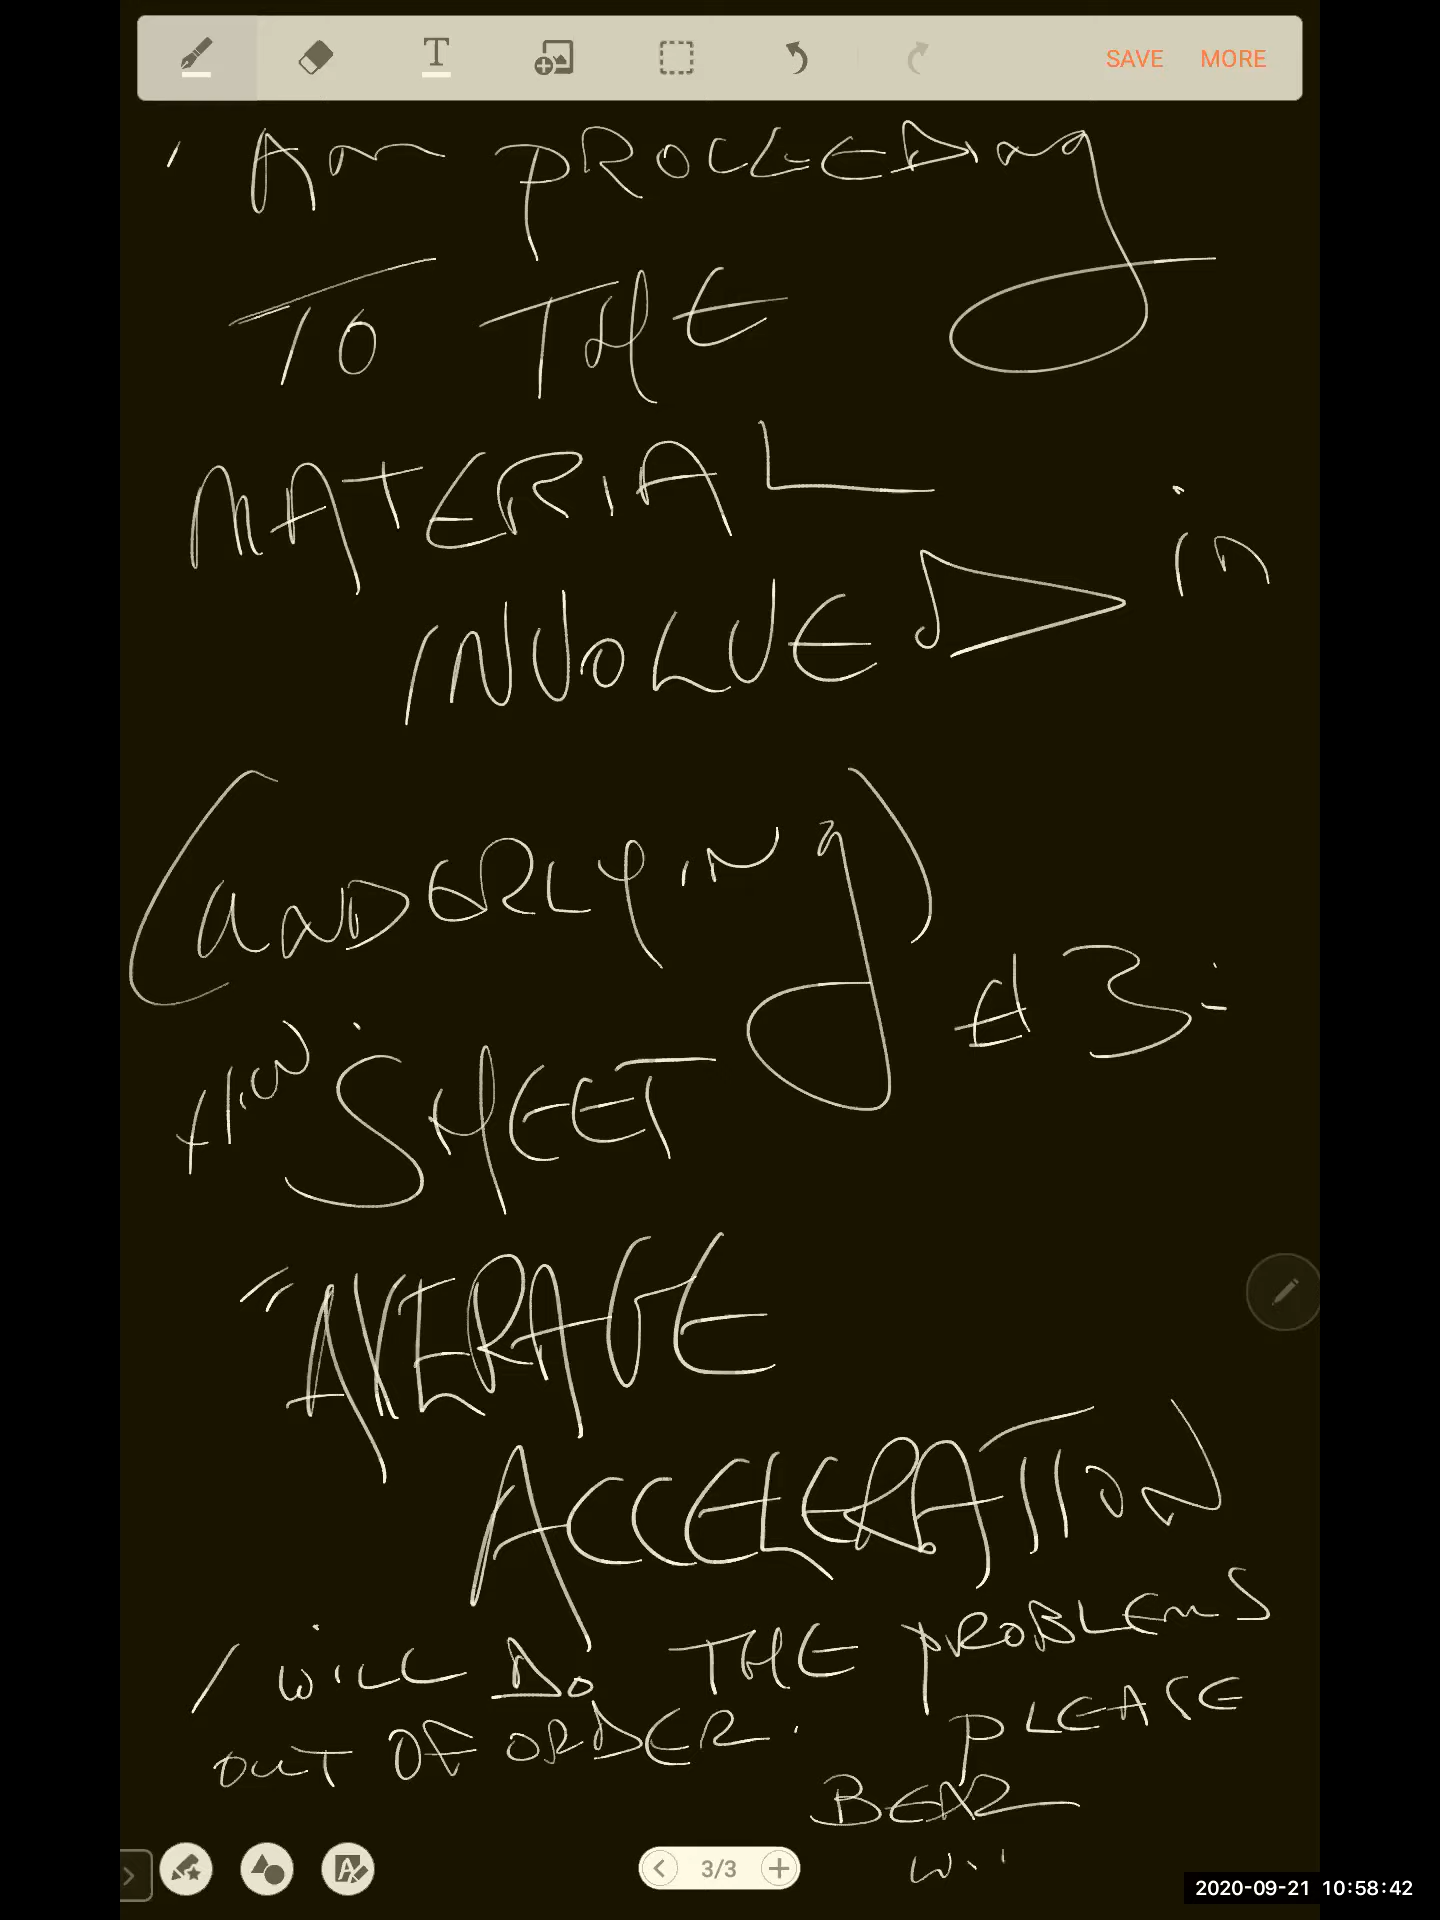 T
SAVE MORE
I Am PROCEEDing
TO THE
MATERIAL
INVOLVED in
(UNDERLYING) # 3:
H/W SHEET
"AVERAGE
ACCELERATION
I WILL DO THE PROBLEMS
OUT OF ORDER. PLEASE
BEAR
Wi
3/3
2020-09-21 10:58:42